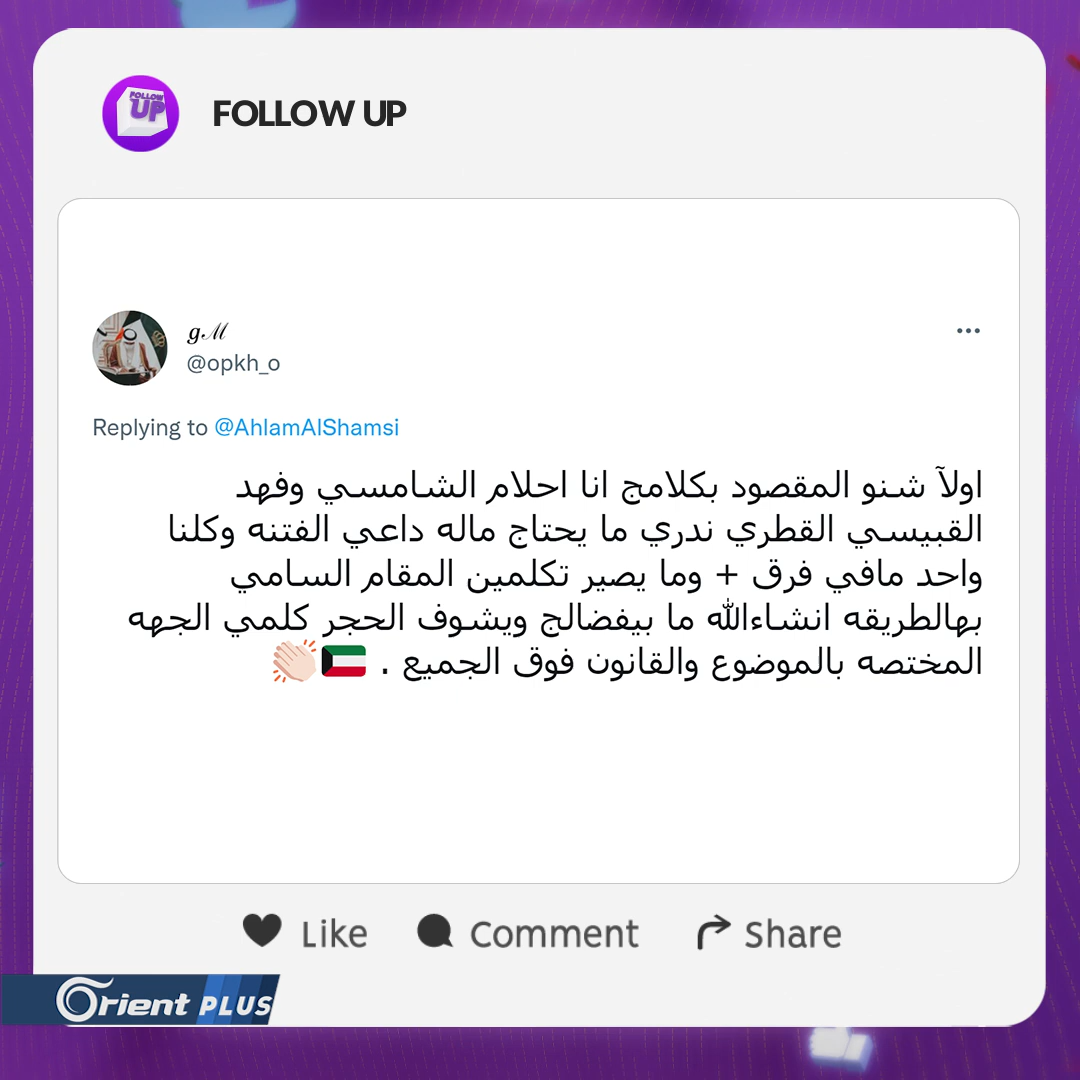 FOLLOW UP
FOLLOW UP
gℳ
@opkh_o
Replying to @AhlamAlShamsi
اولآ شنو المقصود بكلامج انا احلام الشامسي وفهد
القبيسي القطري ندري ما يحتاج ماله داعي الفتنه وكلنا
واحد مافي فرق + وما يصير تكلمين المقام السامي
بهالطريقه انشاءالله ما بيفضالج ويشوف الحجر كلمي الجهه
المختصه بالموضوع والقانون فوق الجميع . 🇰🇼👏🏻
Like Comment Share
Orient PLUS